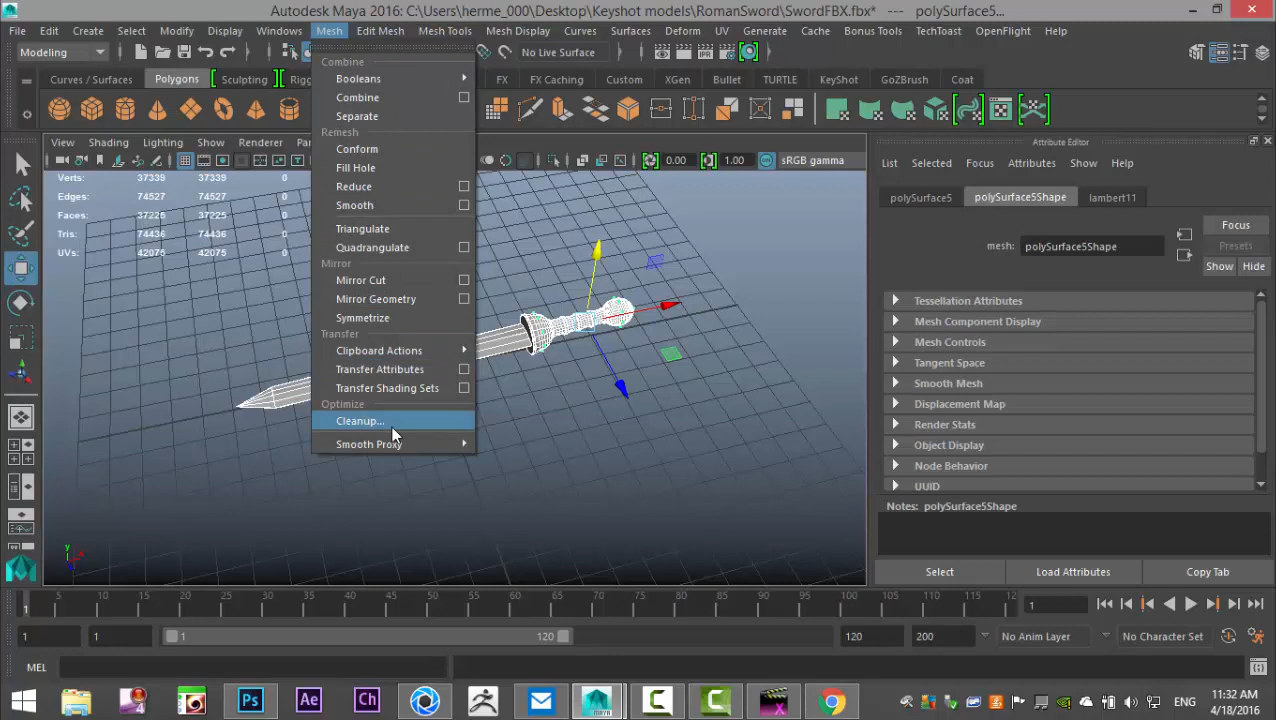 Autodesk Maya 2016: C:\Users\herme_000\Desktop\Keyshot models\RomanSword\SwordFBX.fbx* --- polySurface5...
File Edit Create Select Modify Display Windows Mesh Edit Mesh Mesh Tools Mesh Display Curves Surfaces Deform UV Generate Cache Bonus Tools TechToast OpenFlight Help
Modeling No Live Surface
Curves / Surfaces Polygons Sculpting FX FX Caching Custom XGen Bullet TURTLE KeyShot GoZBrush Coat
View Shading Lighting Show Renderer 0.00 1.00 sRGB gamma
Verts: 37339 37339 0
Edges: 74527 74527 0
Faces: 37225 37225 0
Tris: 74436 74436 0
UVs: 42075 42075 0
Combine
Booleans
Combine
Separate
Remesh
Conform
Fill Hole
Reduce
Smooth
Triangulate
Quadrangulate
Mirror
Mirror Cut
Mirror Geometry
Symmetrize
Transfer
Clipboard Actions
Transfer Attributes
Transfer Shading Sets
Optimize
Cleanup...
Smooth Proxy
Attribute Editor
List Selected Focus Attributes Show Help
polySurface5 polySurface5Shape lambert11
Focus
mesh: polySurface5Shape Presets
Show Hide
Tessellation Attributes
Mesh Component Display
Mesh Controls
Tangent Space
Smooth Mesh
Displacement Map
Render Stats
Object Display
Node Behavior
UUID
Notes: polySurface5Shape
Select Load Attributes Copy Tab
y
5 10 15 20 25 30 35 40 45 50 55 60 65 70 75 80 85 90 95 100 105 110 115 12
1 1
1 1 1 120 120 200 No Anim Layer No Character Set
MEL
Ps Ae Ch MAYA ENG
11:32 AM
4/18/2016